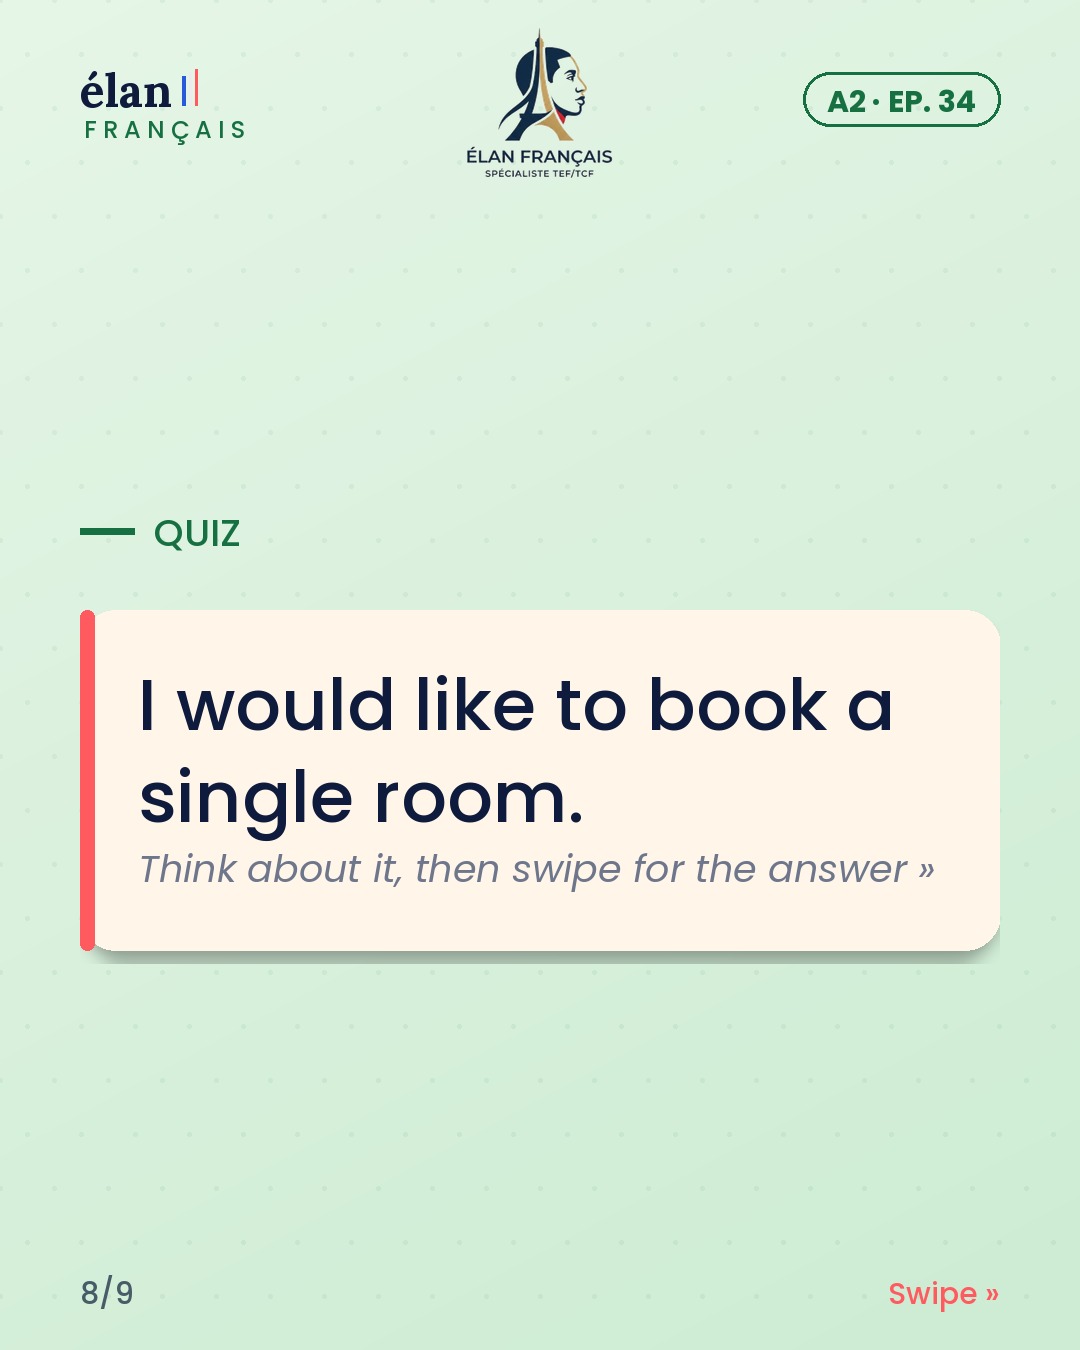 élan
FRANÇAIS
ÉLAN FRANÇAIS
SPÉCIALISTE TEF/TCF
A2 · EP. 34
QUIZ
I would like to book a
single room.
Think about it, then swipe for the answer »
8/9
Swipe »